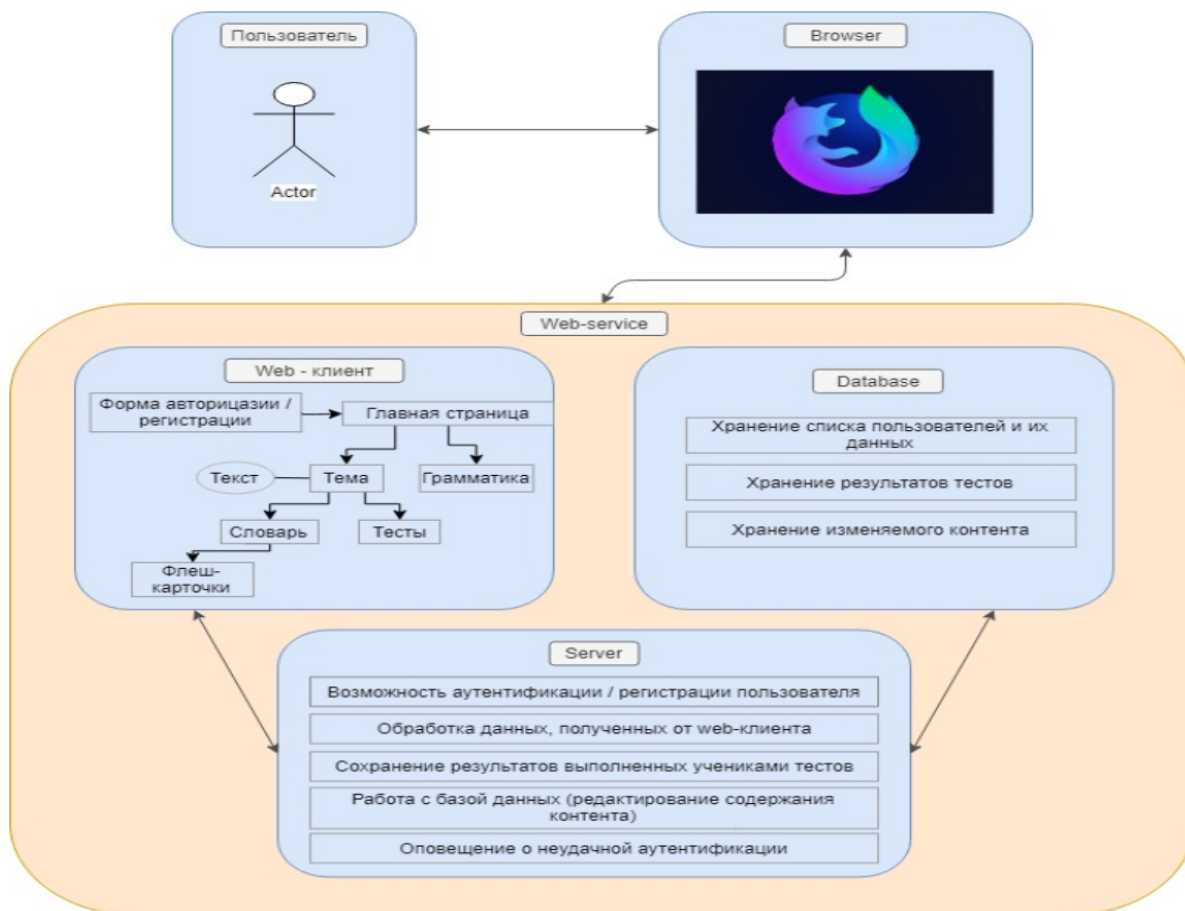 Пользователь
Actor
Browser
Web-service
Web - клиент
Форма авторицазии /
регистрации
Главная страница
Текст
Тема
Грамматика
Словарь
Тесты
Флеш-
карточки
Database
Хранение списка пользователей и их
данных
Хранение результатов тестов
Хранение изменяемого контента
Server
Возможность аутентификации / регистрации пользователя
Обработка данных, полученных от web-клиента
Сохранение результатов выполненных учениками тестов
Работа с базой данных (редактирование содержания
контента)
Оповещение о неудачной аутентификации